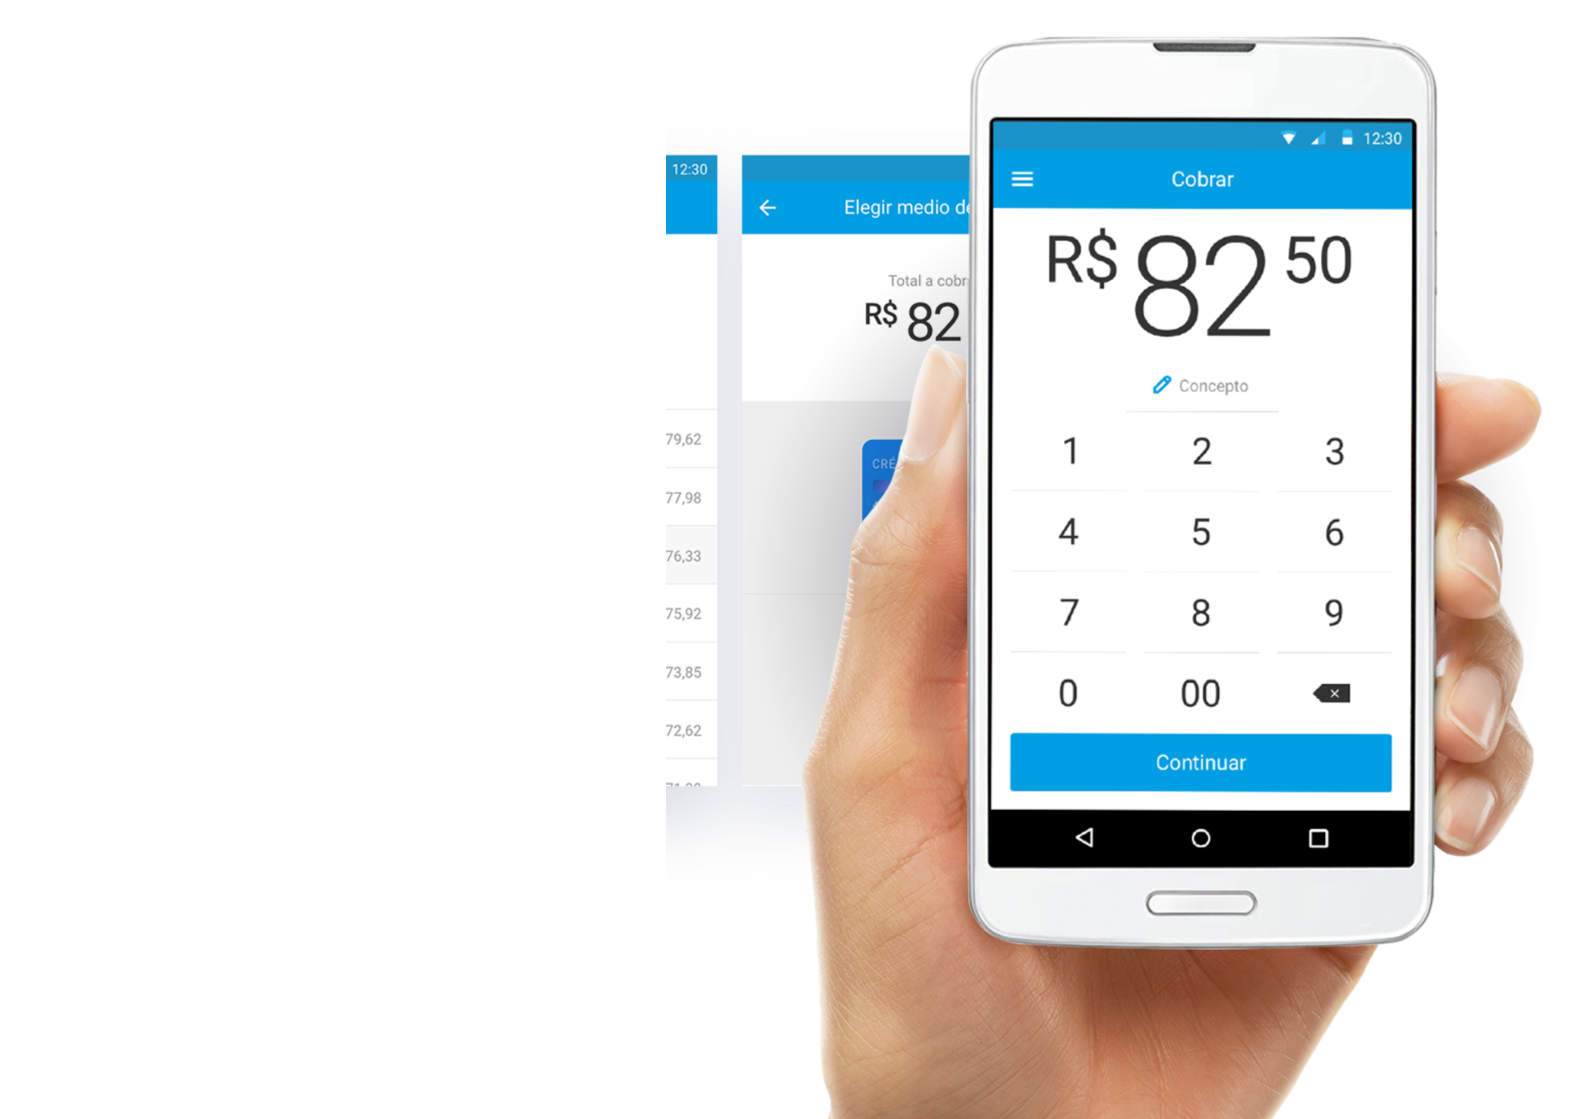 12:30
79,62
77,98
76,33
75,92
73,85
72,62
Elegir medio de
Total a cobr
R$ 82
CRÉ
12:30
Cobrar
R$ 82 50
Concepto
1 2 3
4 5 6
7 8 9
0 00
Continuar